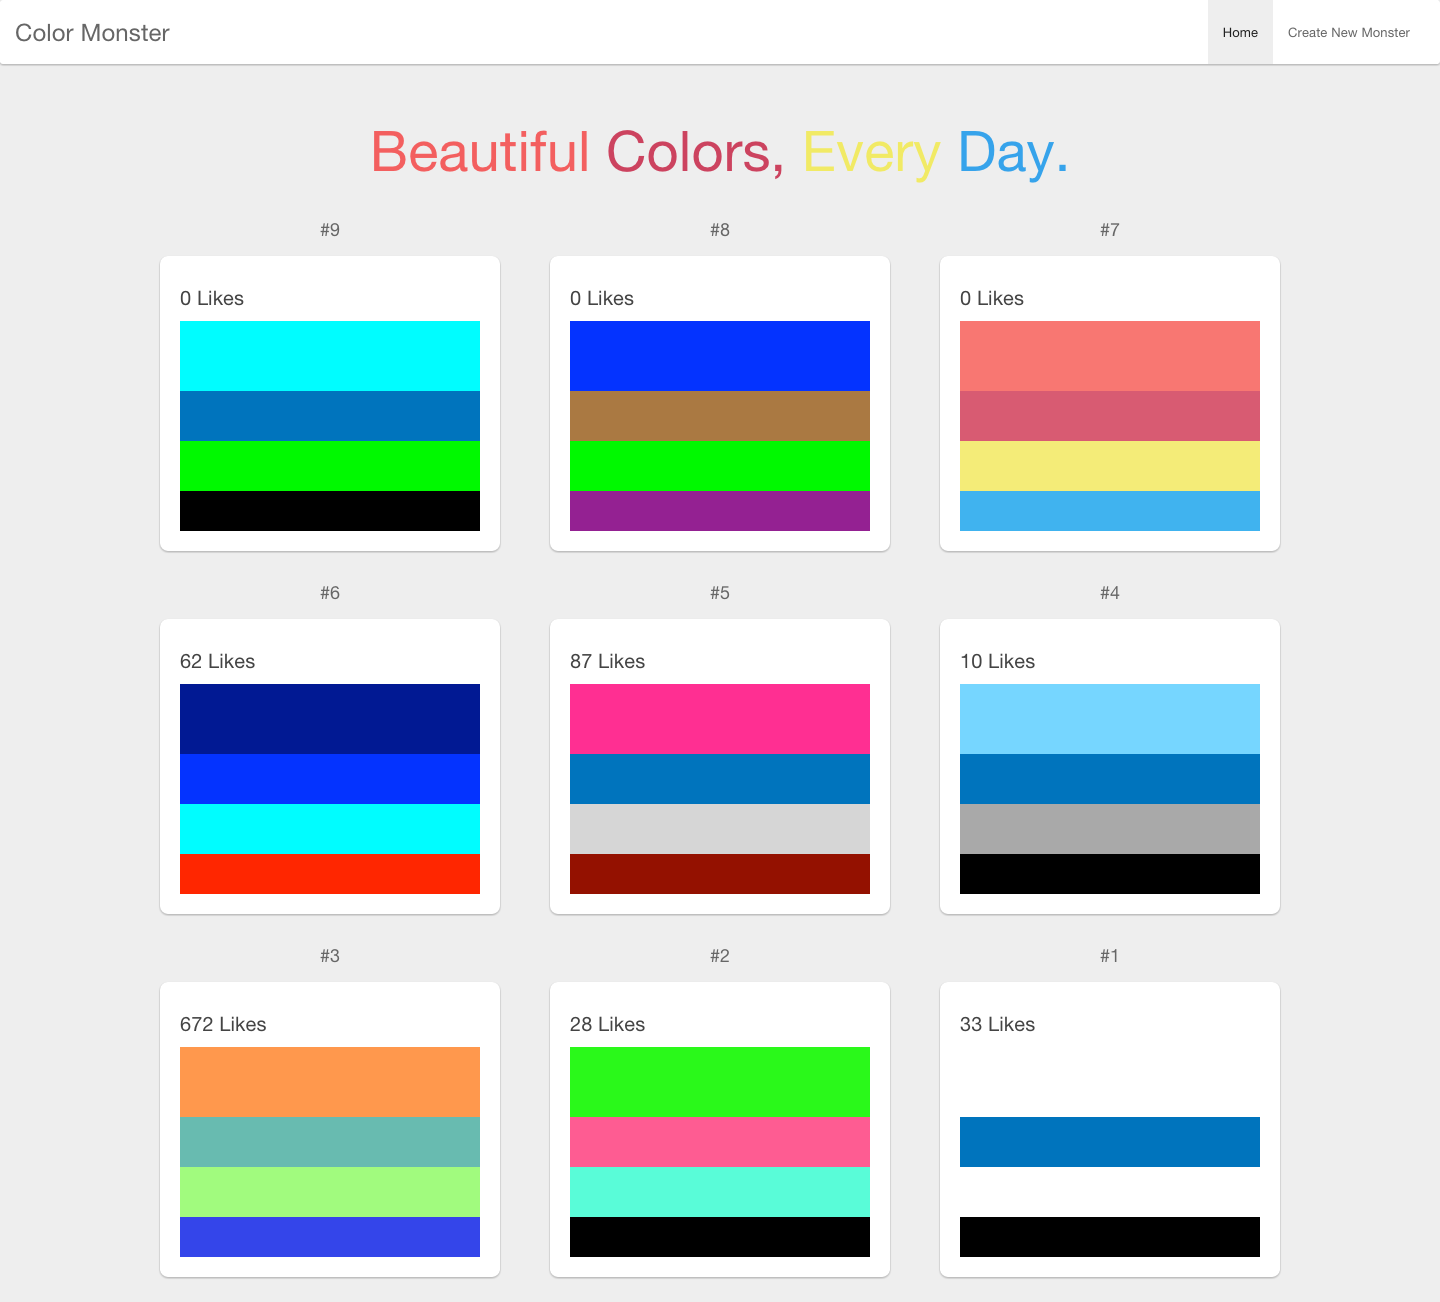 Color Monster
Home
Create New Monster
Beautiful Colors, Every Day.
#9
#8
#7
0 Likes
0 Likes
0 Likes
#6
#5
#4
62 Likes
87 Likes
10 Likes
#3
#2
#1
672 Likes
28 Likes
33 Likes